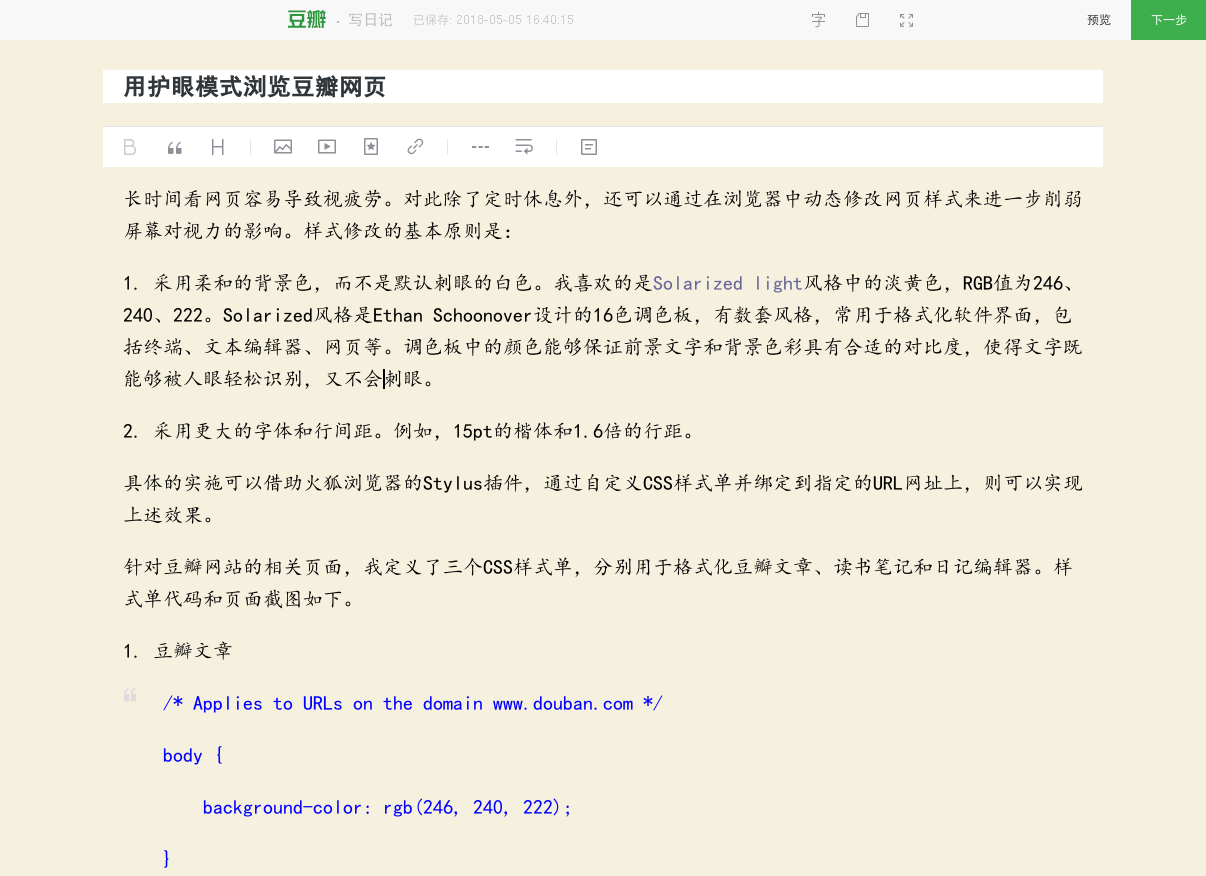 豆瓣 · 写日记 已保存: 2018-05-05 16:40:15 字 预览 下一步
用护眼模式浏览豆瓣网页
B H
长时间看网页容易导致视疲劳。对此除了定时休息外，还可以通过在浏览器中动态修改网页样式来进一步削弱
屏幕对视力的影响。样式修改的基本原则是：
1. 采用柔和的背景色，而不是默认刺眼的白色。我喜欢的是Solarized light风格中的淡黄色，RGB值为246、
240、222。Solarized风格是Ethan Schoonover设计的16色调色板，有数套风格，常用于格式化软件界面，包
括终端、文本编辑器、网页等。调色板中的颜色能够保证前景文字和背景色彩具有合适的对比度，使得文字既
能够被人眼轻松识别，又不会刺眼。
2. 采用更大的字体和行间距。例如，15pt的楷体和1.6倍的行距。
具体的实施可以借助火狐浏览器的Stylus插件，通过自定义CSS样式单并绑定到指定的URL网址上，则可以实现
上述效果。
针对豆瓣网站的相关页面，我定义了三个CSS样式单，分别用于格式化豆瓣文章、读书笔记和日记编辑器。样
式单代码和页面截图如下。
1. 豆瓣文章
/* Applies to URLs on the domain www.douban.com */
body {
background-color: rgb(246, 240, 222);
}